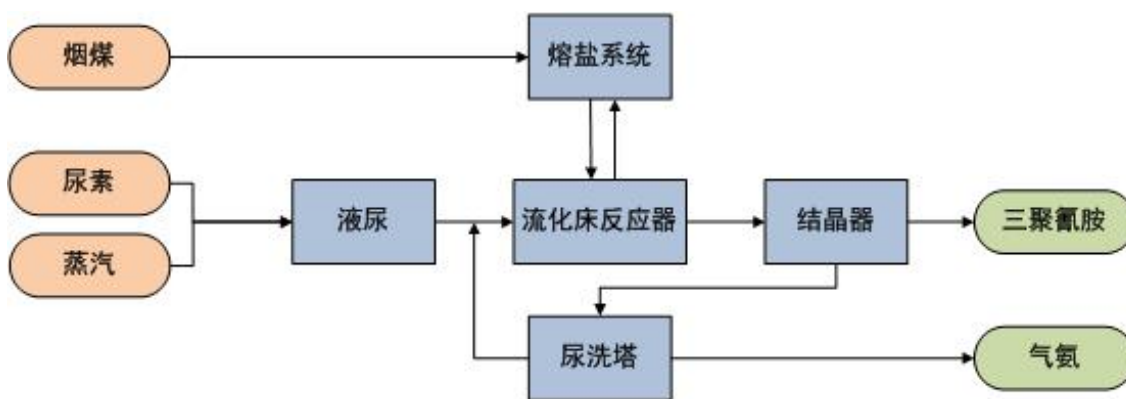 烟煤
熔盐系统
尿素
蒸汽
液尿
流化床反应器
结晶器
三聚氰胺
尿洗塔
气氨